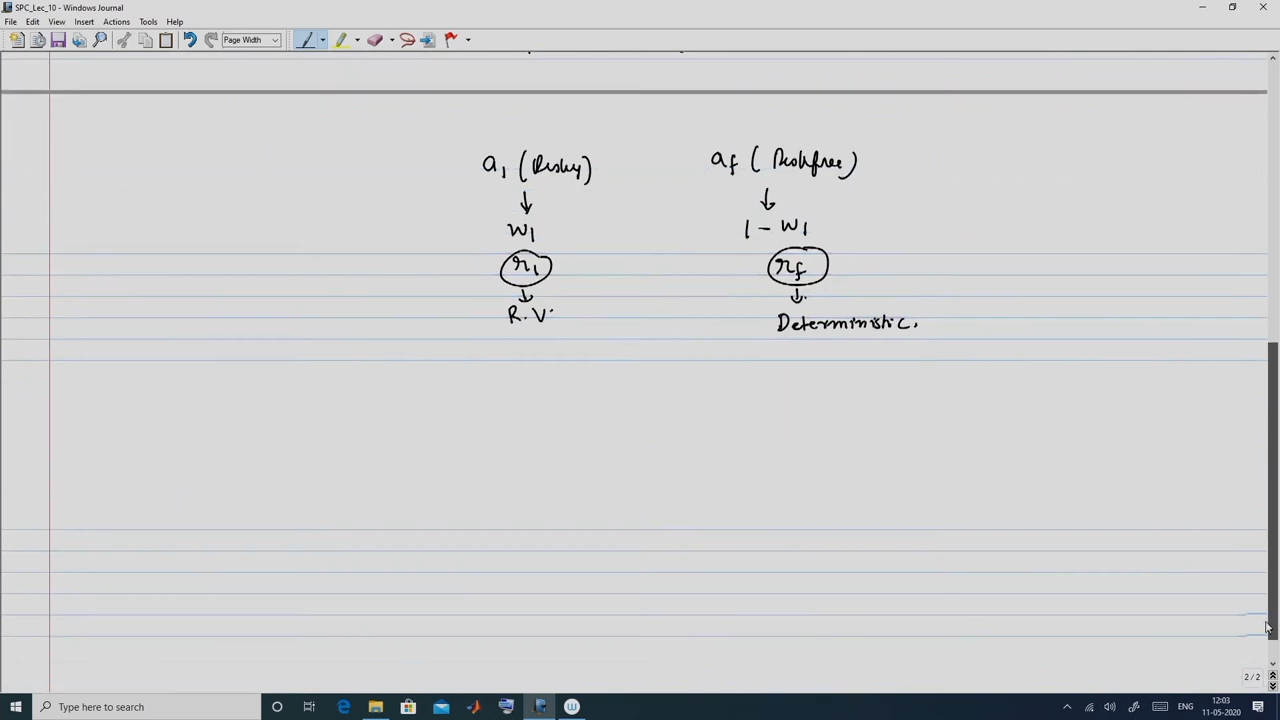 SPC_Lec_10 - Windows Journal
File Edit View Insert Actions Tools Help
Page Width
a1 (Risky) af (Riskfree)
↓ ↓
w1 1 - w1
r1 rf
↓ ↓
R.V. Deterministic.
2 / 2
Type here to search
ENG
12:03
11-05-2020